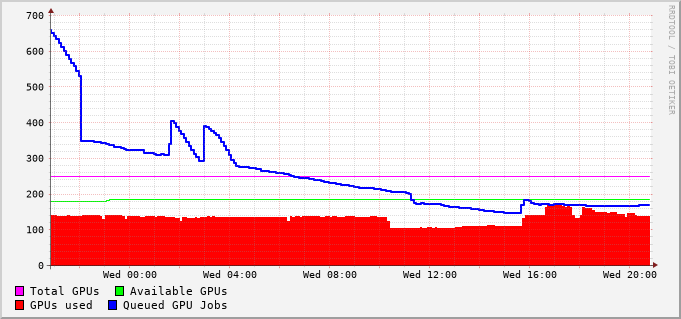 700
600
500
400
300
200
100
0
Wed 00:00 Wed 04:00 Wed 08:00 Wed 12:00 Wed 16:00 Wed 20:00
Total GPUs Available GPUs
GPUs used Queued GPU Jobs
RRDTOOL / TOBI OETIKER